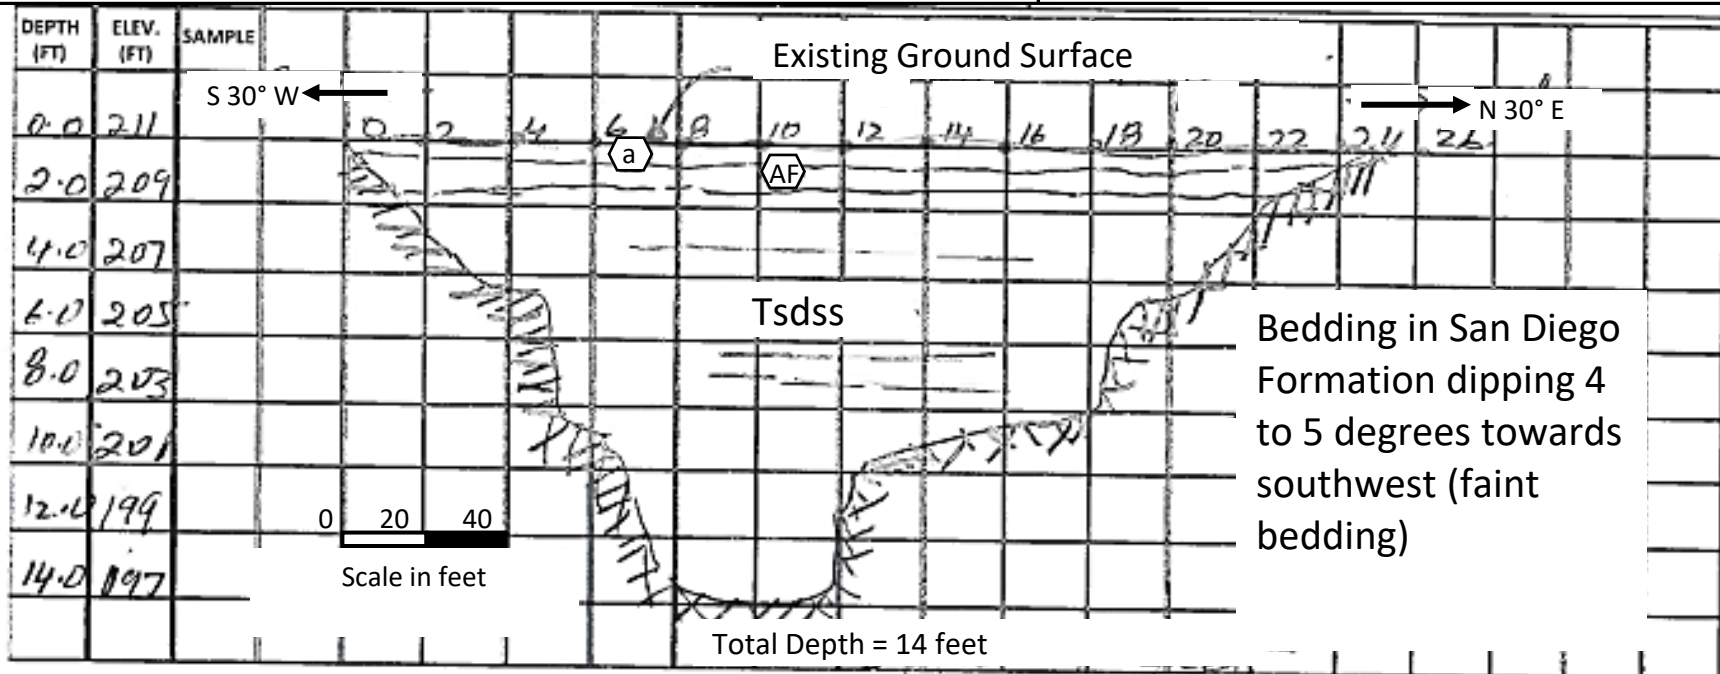 DEPTH (FT) ELEV. (FT) SAMPLE
Existing Ground Surface
S 30° W
N 30° E
0.0 211
0 2 4 6 8 10 12 14 16 18 20 22 24 26
a
AF
2.0 209
4.0 207
6.0 205
Tsdss
8.0 203
10.0 201
12.0 199
14.0 197
0 20 40
Scale in feet
Bedding in San Diego
Formation dipping 4
to 5 degrees towards
southwest (faint
bedding)
Total Depth = 14 feet